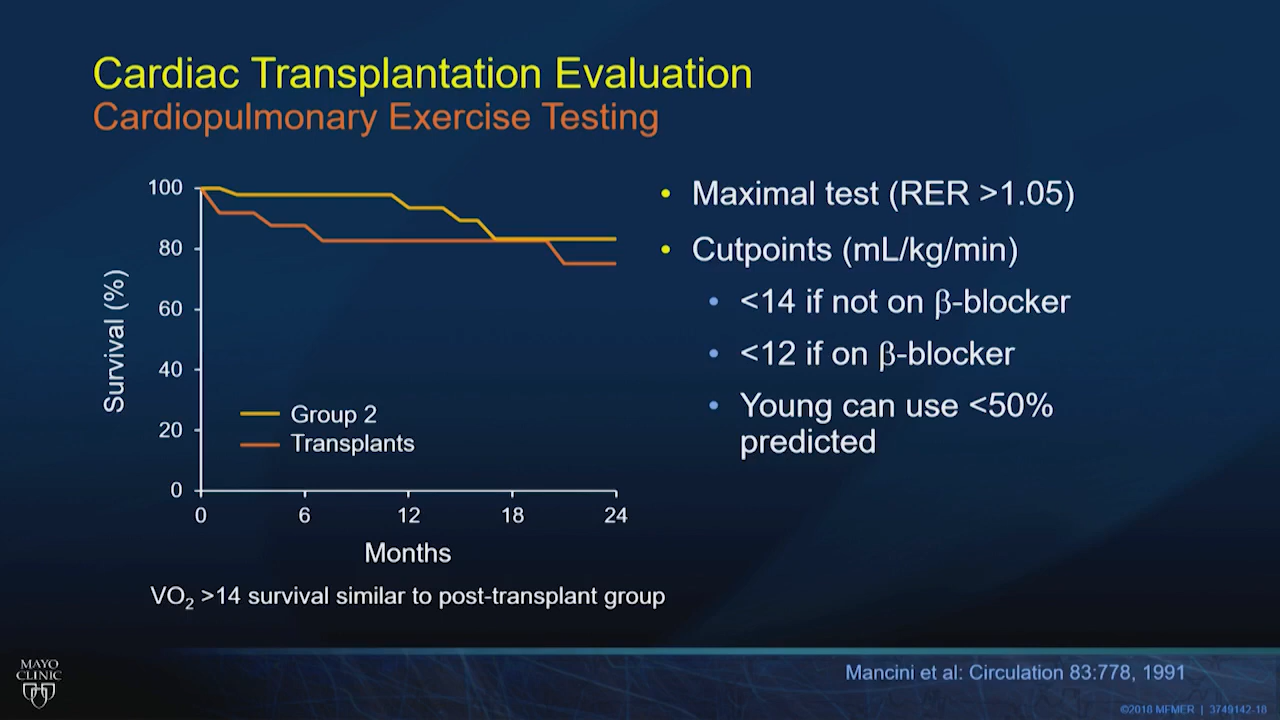 Cardiac Transplantation Evaluation
Cardiopulmonary Exercise Testing
100
80
60
40
20
0
Survival (%)
Group 2
Transplants
0 6 12 18 24
Months
VO2 >14 survival similar to post-transplant group
• Maximal test (RER >1.05)
• Cutpoints (mL/kg/min)
• <14 if not on β-blocker
• <12 if on β-blocker
• Young can use <50%
predicted
MAYO
CLINIC
Mancini et al: Circulation 83:778, 1991
©2018 MFMER | 3749142-18